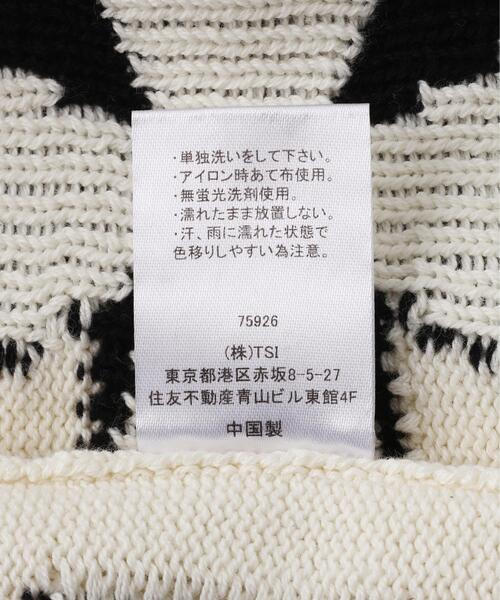 ・単独洗いをして下さい。
・アイロン時あて布使用。
・無蛍光洗剤使用。
・濡れたまま放置しない。
・汗、雨に濡れた状態で
色移りしやすい為注意。
75926
(株)TSI
東京都港区赤坂8-5-27
住友不動産青山ビル東館4F
中国製